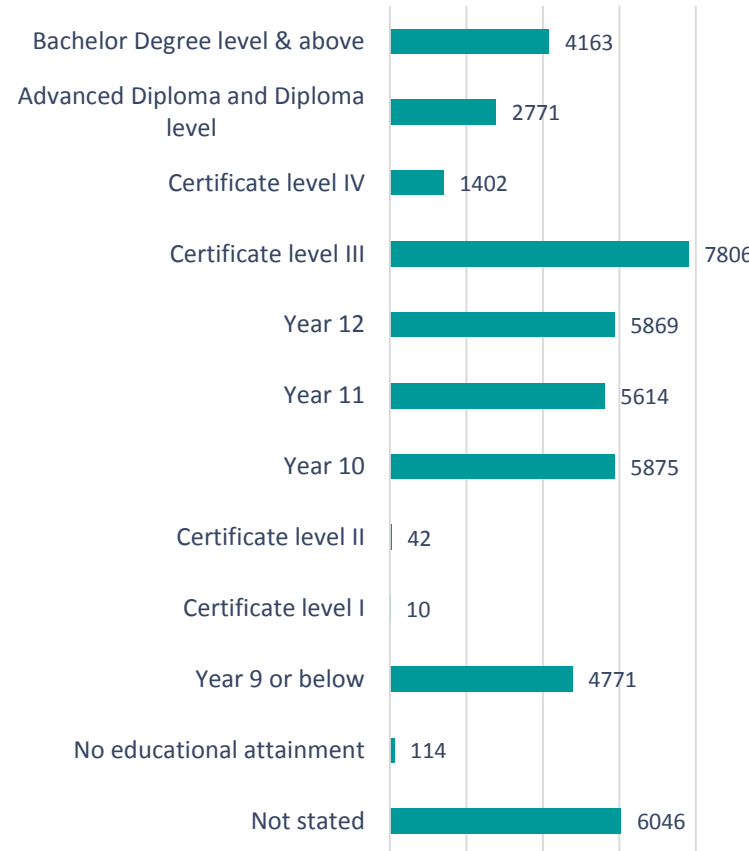 Bachelor Degree level & above 4163
Advanced Diploma and Diploma
level 2771
Certificate level IV 1402
Certificate level III 7806
Year 12 5869
Year 11 5614
Year 10 5875
Certificate level II 42
Certificate level I 10
Year 9 or below 4771
No educational attainment 114
Not stated 6046